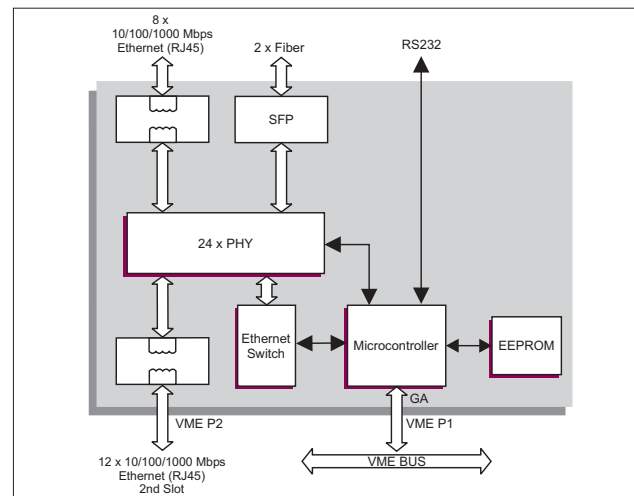 8 x
10/100/1000 Mbps
Ethernet (RJ45)
2 x Fiber
RS232
SFP
24 x PHY
Ethernet
Switch
Microcontroller
EEPROM
GA
VME P2
VME P1
12 x 10/100/1000 Mbps
Ethernet (RJ45)
2nd Slot
VME BUS